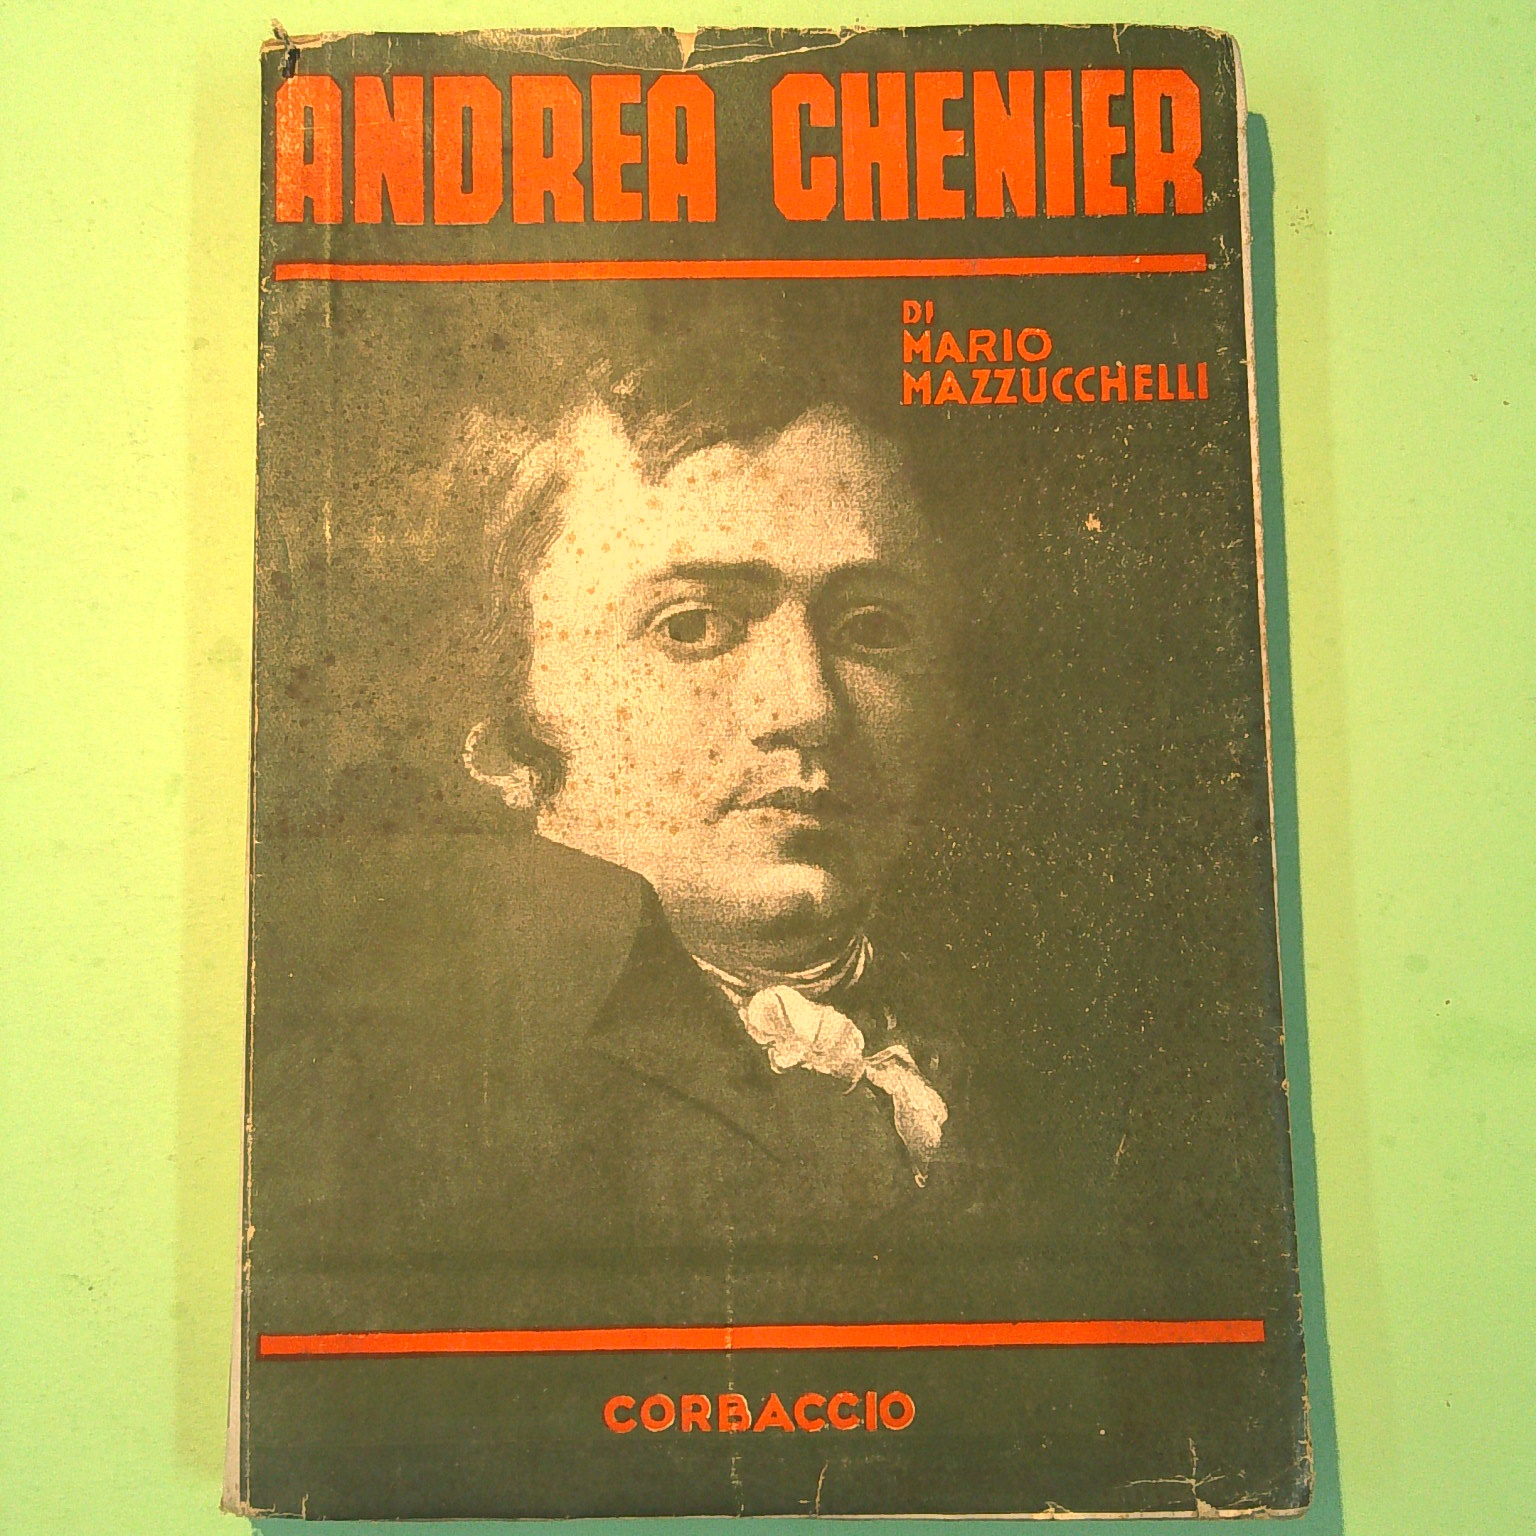 ANDREA CHENIER
DI
MARIO
MAZZUCCHELLI
CORBACCIO